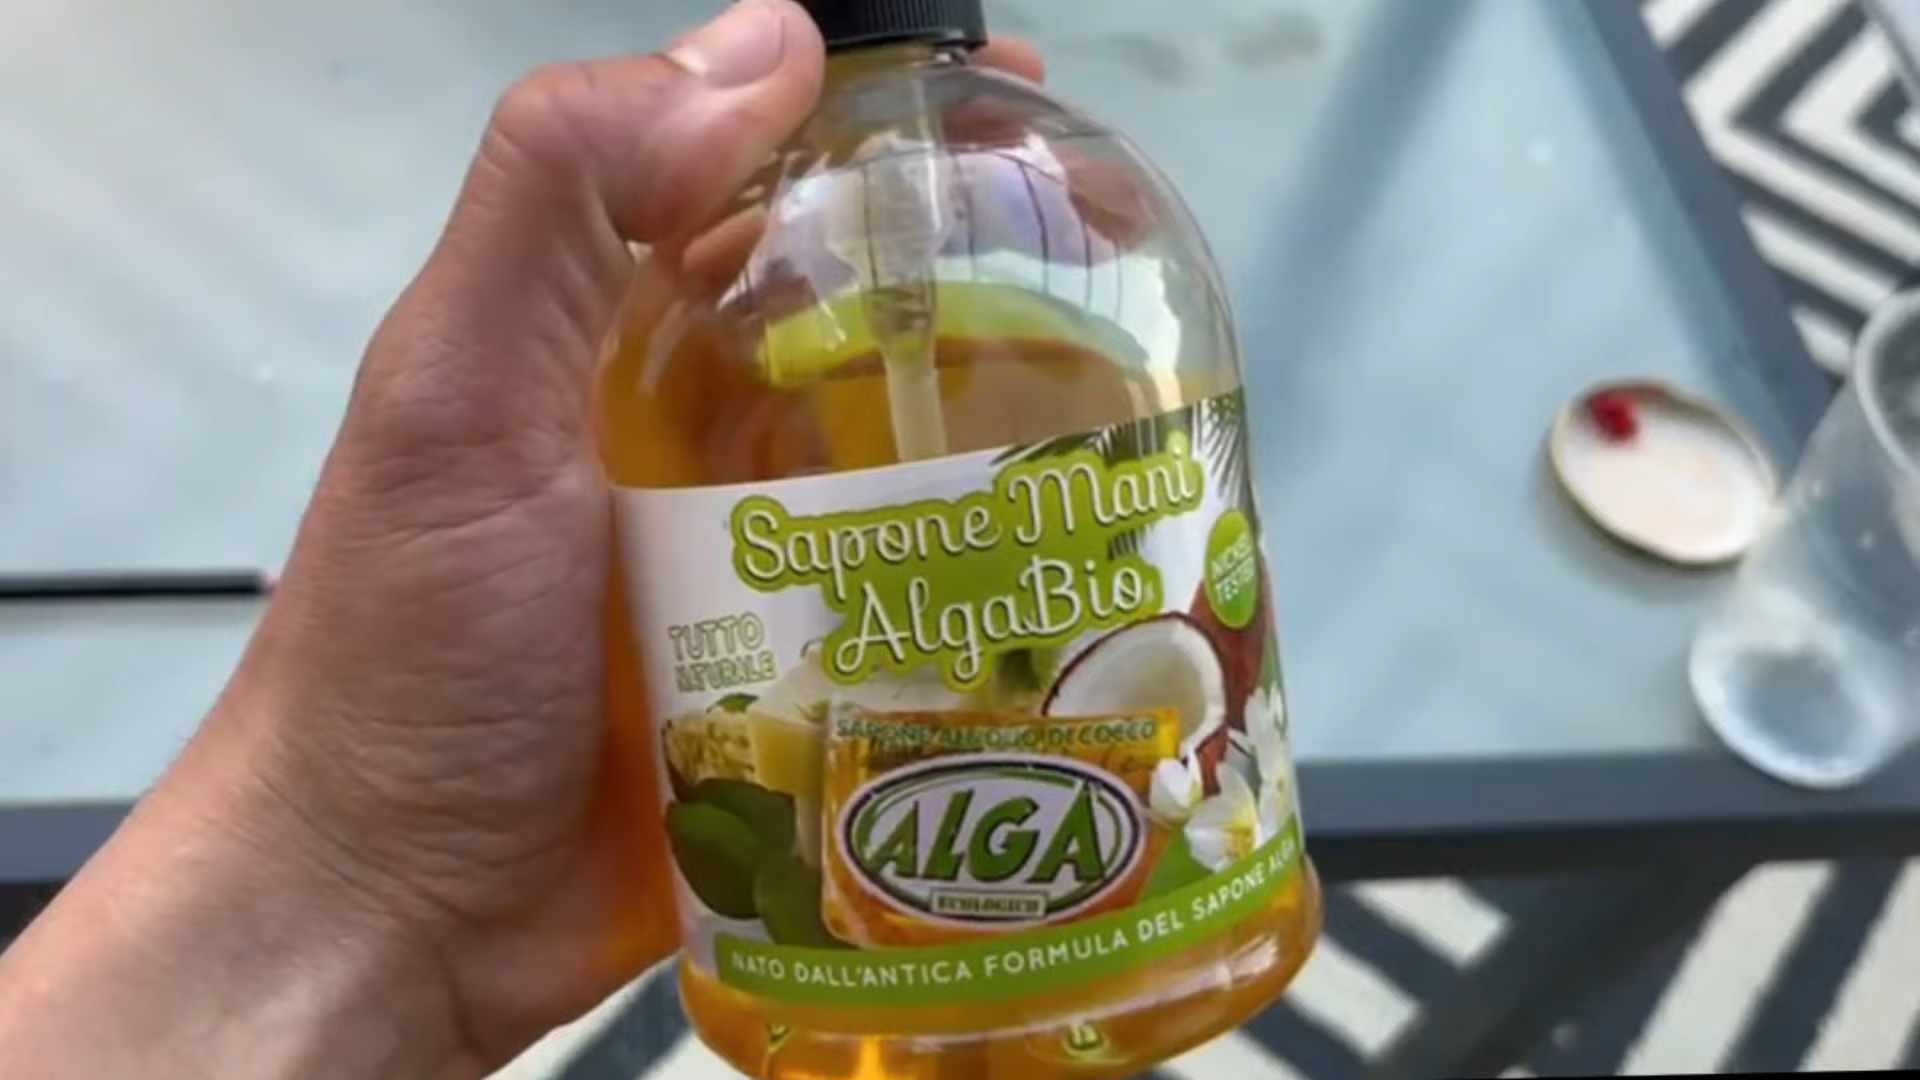 Sapone Mani
AlgaBio
NICKEL
TESTED
TUTTO
NATURALE
SAPONE ALL'OLIO DI COCCO
ALGA
ECOLOGICO
NATO DALL'ANTICA FORMULA DEL SAPONE ALGA